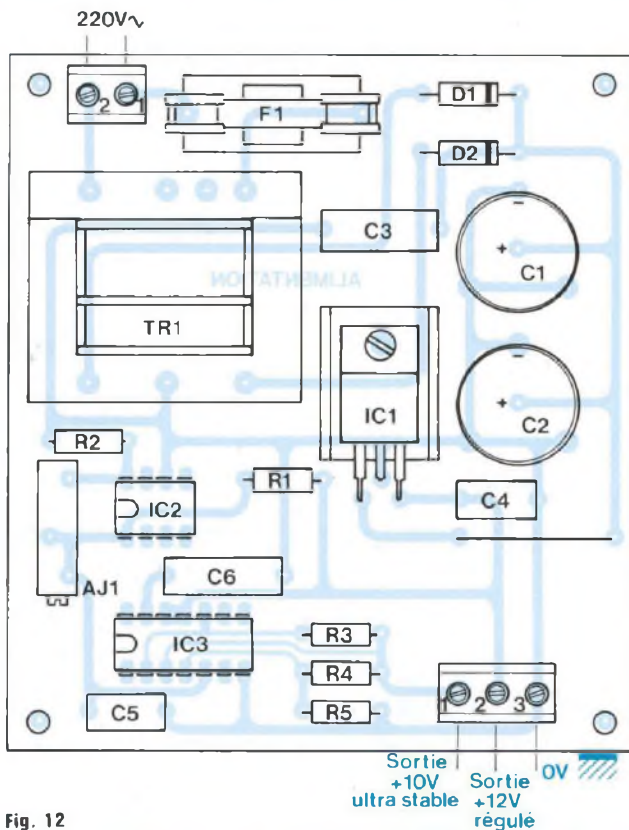 220V∿
2 1
F1
D1
D2
C3
- 
+
C1
ALIMENTATION
TR1
IC1
-
+
C2
R2
R1
C4
IC2
AJ1
C6
IC3
R3
R4
R5
C5
1 2 3
Sortie
+10V
ultra stable
Sortie
+12V
régulé
0V
Fig. 12